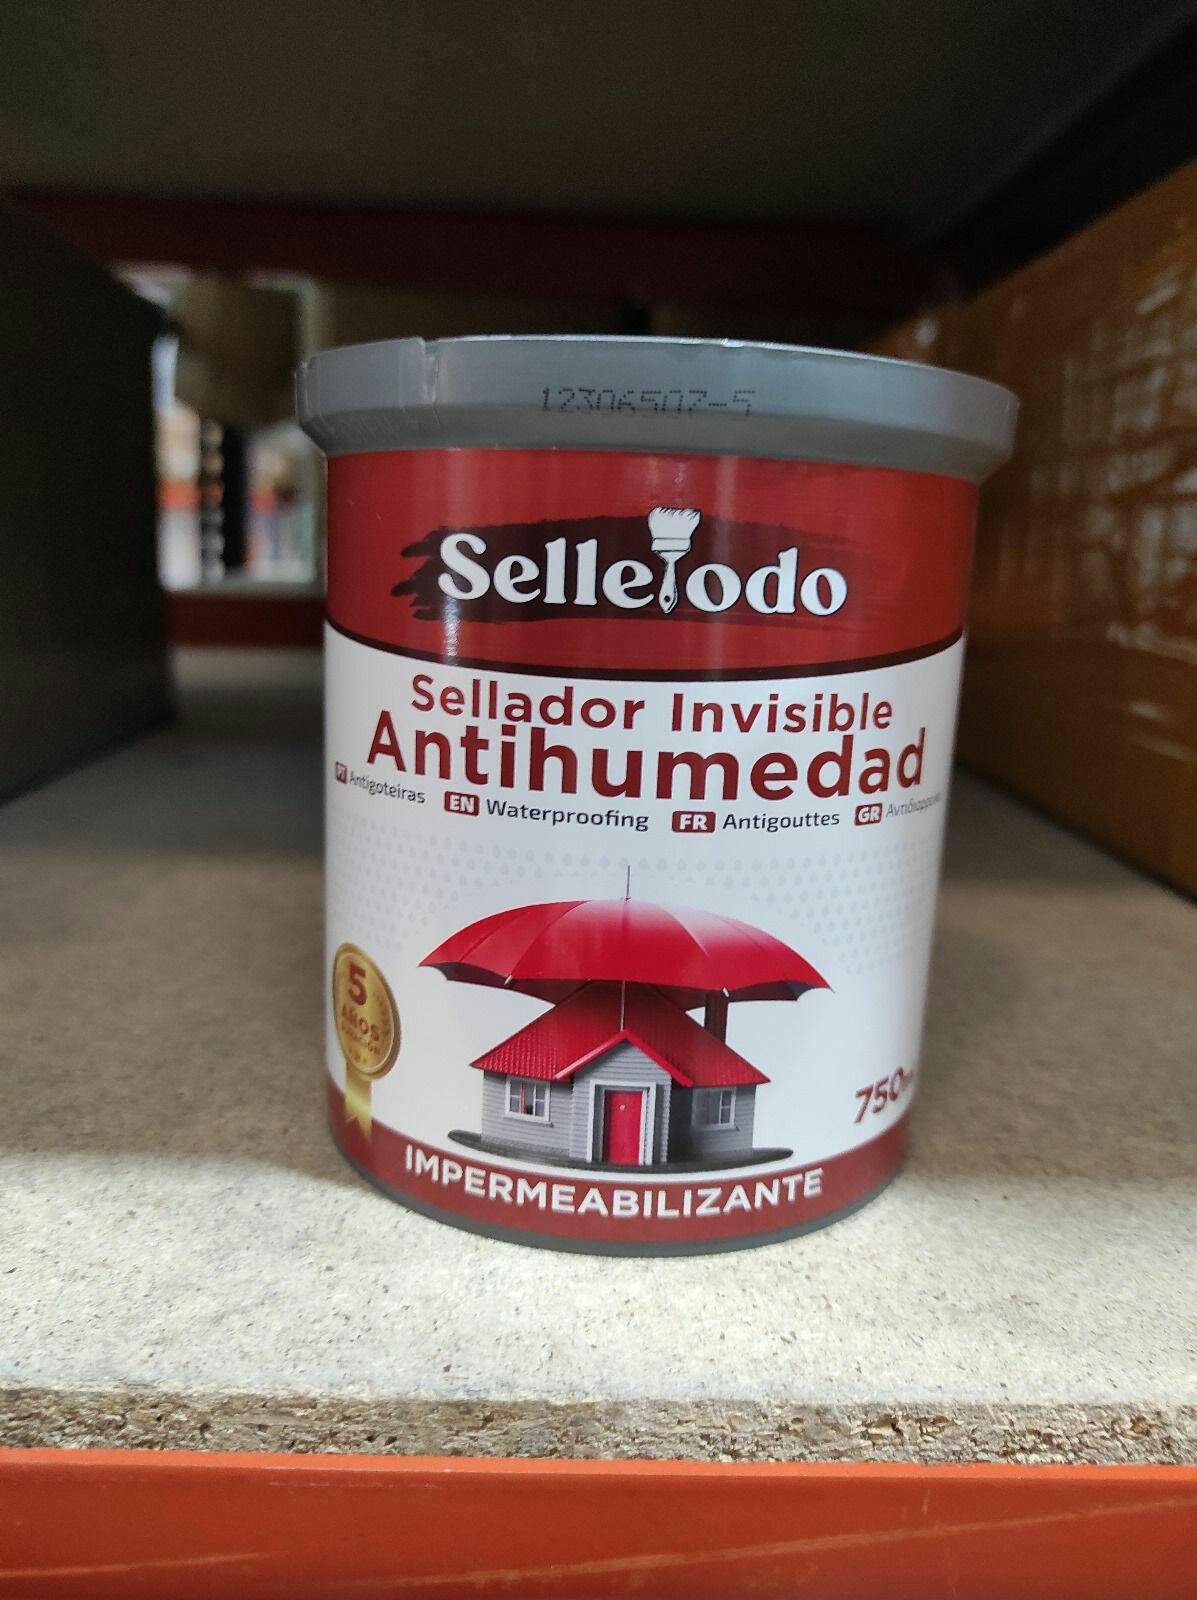 12306507-5
SelleTodo
Sellador Invisible
Antihumedad
PT Antigoteiras EN Waterproofing FR Antigouttes GR
5
AÑOS
750
IMPERMEABILIZANTE